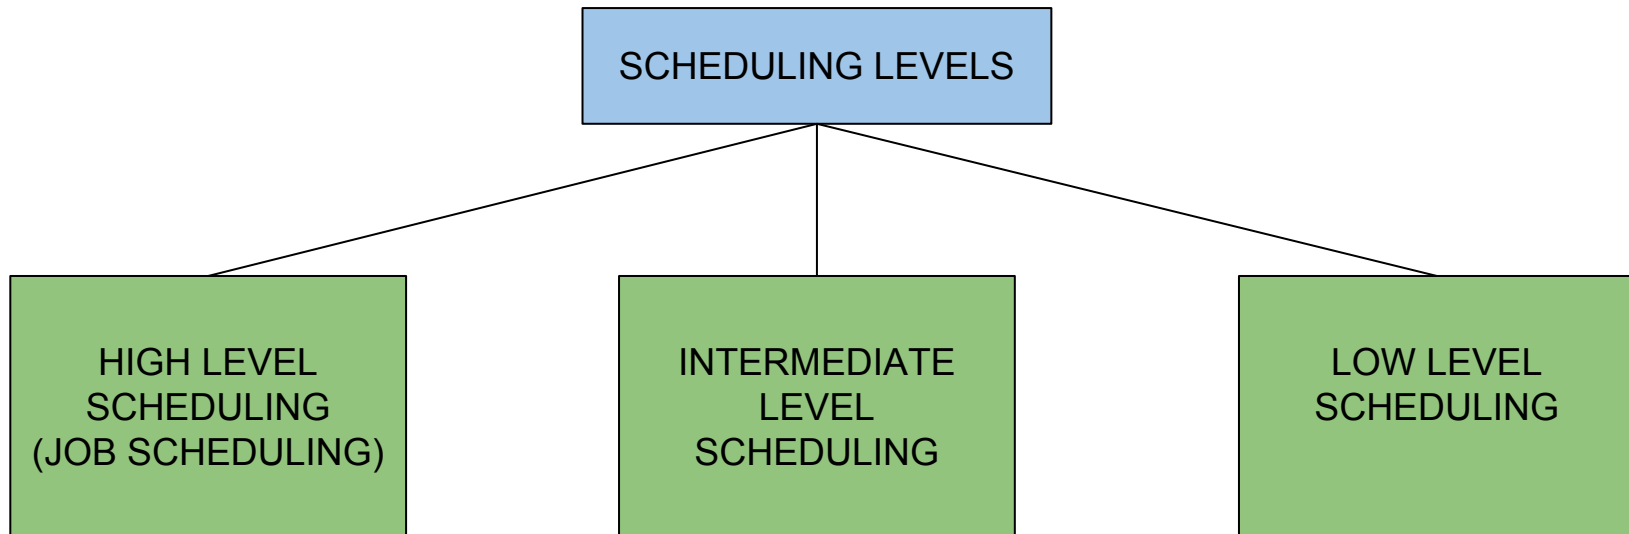 SCHEDULING LEVELS
HIGH LEVEL
SCHEDULING
(JOB SCHEDULING)
INTERMEDIATE
LEVEL
SCHEDULING
LOW LEVEL
SCHEDULING